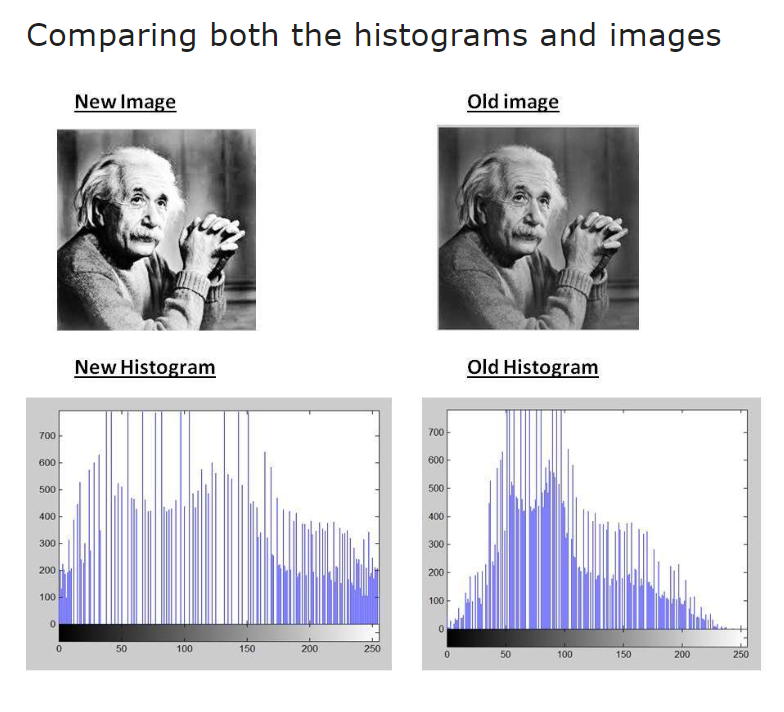 Comparing both the histograms and images
New Image
Old image
New Histogram
Old Histogram
700
600
500
400
300
200
100
0
0 50 100 150 200 250
700
600
500
400
300
200
100
0
0 50 100 150 200 250